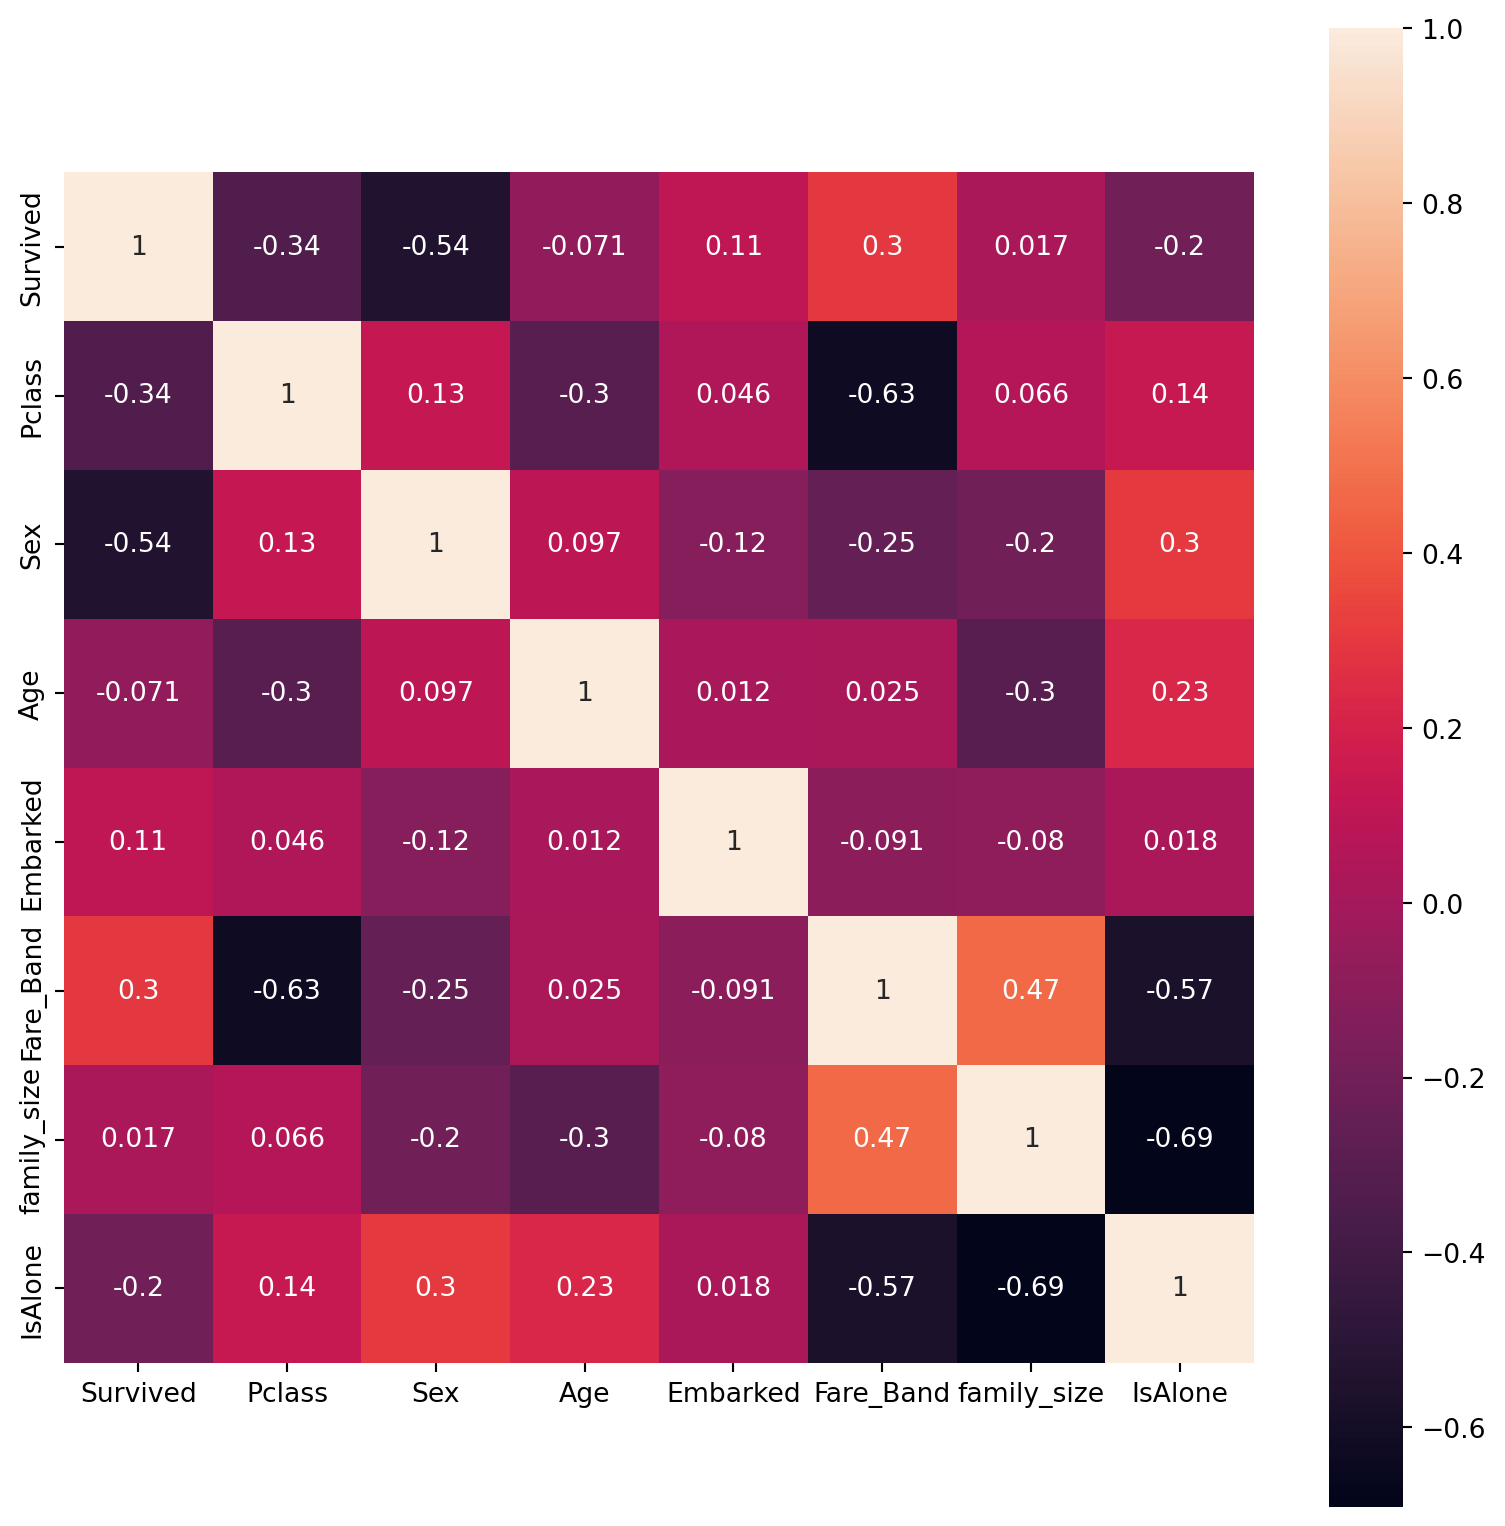 Survived 1 -0.34 -0.54 -0.071 0.11 0.3 0.017 -0.2
Pclass -0.34 1 0.13 -0.3 0.046 -0.63 0.066 0.14
Sex -0.54 0.13 1 0.097 -0.12 -0.25 -0.2 0.3
Age -0.071 -0.3 0.097 1 0.012 0.025 -0.3 0.23
Embarked 0.11 0.046 -0.12 0.012 1 -0.091 -0.08 0.018
Fare_Band 0.3 -0.63 -0.25 0.025 -0.091 1 0.47 -0.57
family_size 0.017 0.066 -0.2 -0.3 -0.08 0.47 1 -0.69
IsAlone -0.2 0.14 0.3 0.23 0.018 -0.57 -0.69 1
Survived Pclass Sex Age Embarked Fare_Band family_size IsAlone
1.0
0.8
0.6
0.4
0.2
0.0
−0.2
−0.4
−0.6